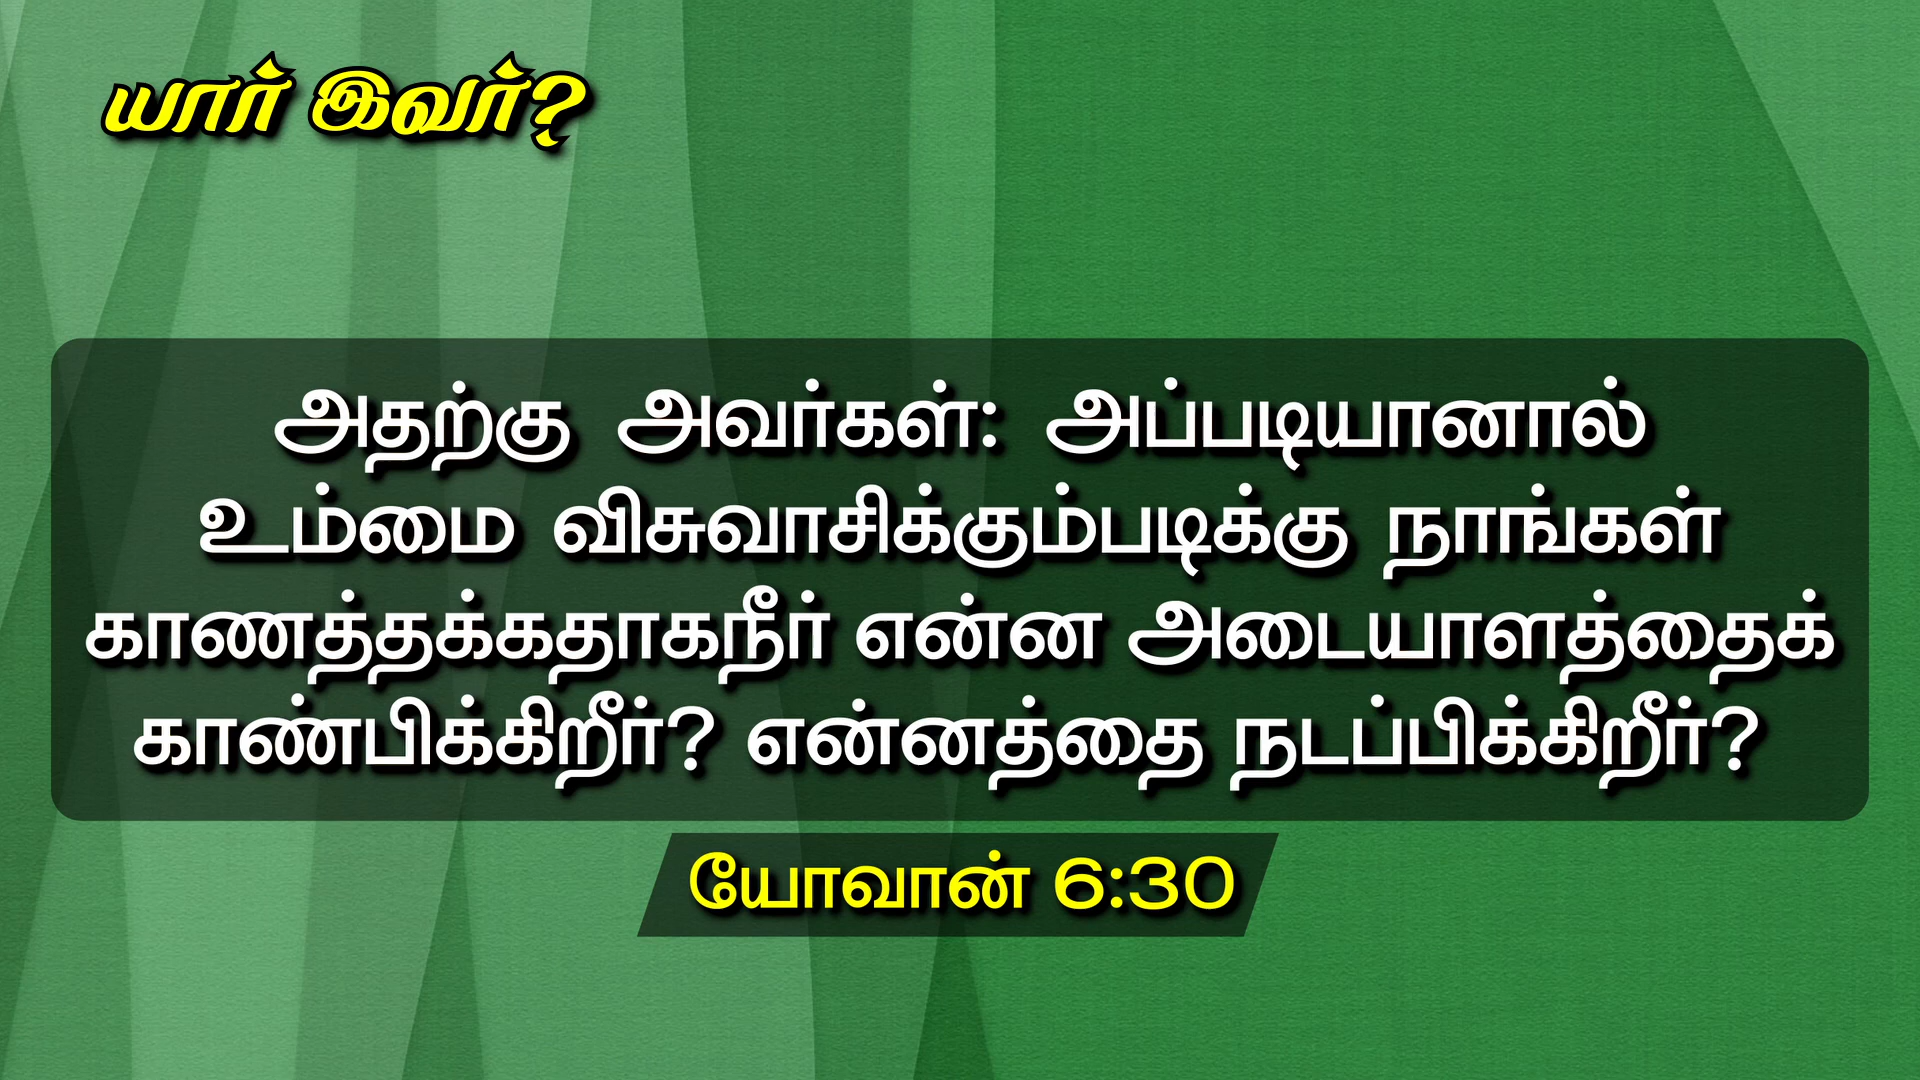 யார் இவர்?
அதற்கு அவர்கள்: அப்படியானால்
உம்மை விசுவாசிக்கும்படிக்கு நாங்கள்
காணத்தக்கதாகநீர் என்ன அடையாளத்தைக்
காண்பிக்கிறீர்? என்னத்தை நடப்பிக்கிறீர்?
யோவான் 6:30